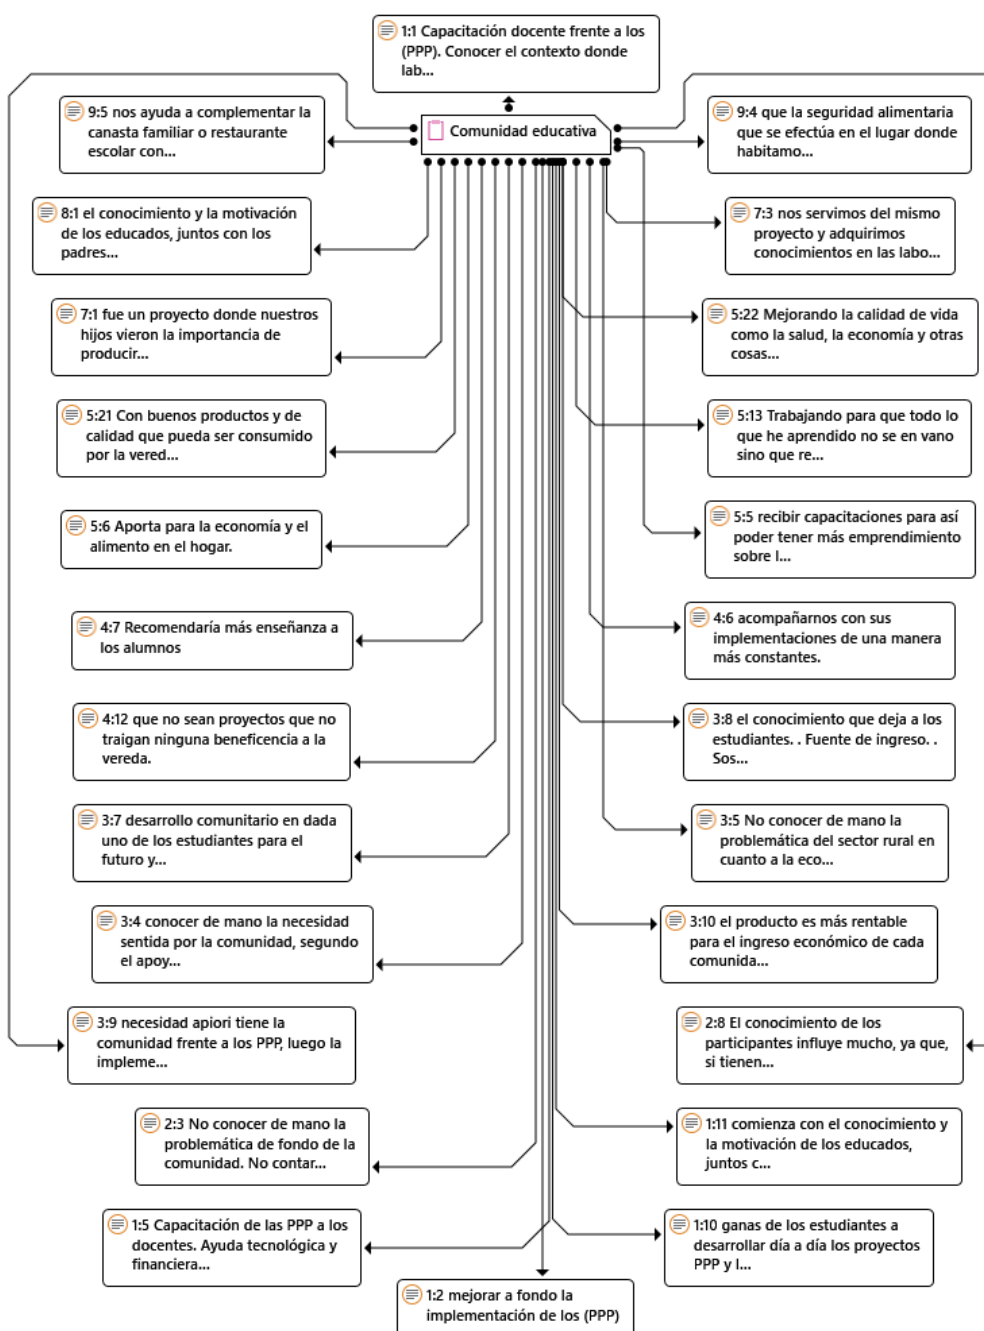 1:1 Capacitación docente frente a los
(PPP). Conocer el contexto donde
lab...
Comunidad educativa
9:5 nos ayuda a complementar la
canasta familiar o restaurante
escolar con...
9:4 que la seguridad alimentaria
que se efectúa en el lugar donde
habitamo...
8:1 el conocimiento y la motivación
de los educados, juntos con los
padres...
7:3 nos servimos del mismo
proyecto y adquirimos
conocimientos en las labo...
7:1 fue un proyecto donde nuestros
hijos vieron la importancia de
producir...
5:22 Mejorando la calidad de vida
como la salud, la economía y otras
cosas...
5:21 Con buenos productos y de
calidad que pueda ser consumido
por la vered...
5:13 Trabajando para que todo lo
que he aprendido no se en vano
sino que re...
5:6 Aporta para la economía y el
alimento en el hogar.
5:5 recibir capacitaciones para así
poder tener más emprendimiento
sobre l...
4:7 Recomendaría más enseñanza a
los alumnos
4:6 acompañarnos con sus
implementaciones de una manera
más constantes.
4:12 que no sean proyectos que no
traigan ninguna beneficencia a la
vereda.
3:8 el conocimiento que deja a los
estudiantes. . Fuente de ingreso. .
Sos...
3:7 desarrollo comunitario en dada
uno de los estudiantes para el
futuro y...
3:5 No conocer de mano la
problemática del sector rural en
cuanto a la eco...
3:4 conocer de mano la necesidad
sentida por la comunidad, segundo
el apoy...
3:10 el producto es más rentable
para el ingreso económico de cada
comunida...
3:9 necesidad apiori tiene la
comunidad frente a los PPP, luego la
impleme...
2:8 El conocimiento de los
participantes influye mucho, ya que,
si tienen...
2:3 No conocer de mano la
problemática de fondo de la
comunidad. No contar...
1:11 comienza con el conocimiento y
la motivación de los educados,
juntos c...
1:5 Capacitación de las PPP a los
docentes. Ayuda tecnológica y
financiera...
1:10 ganas de los estudiantes a
desarrollar día a día los proyectos
PPP y l...
1:2 mejorar a fondo la
implementación de los (PPP)